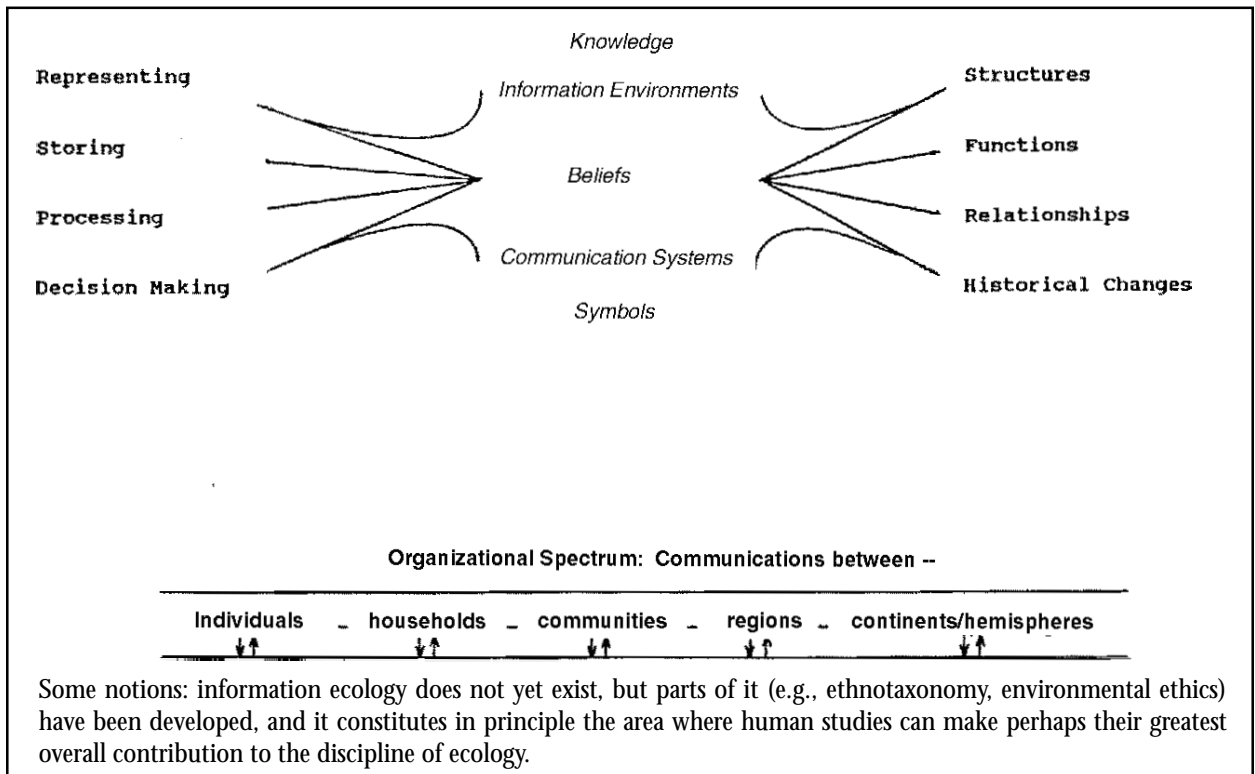 Knowledge
Representing
Information Environments
Structures
Storing
Beliefs
Functions
Processing
Relationships
Communication Systems
Decision Making
Historical Changes
Symbols
Organizational Spectrum: Communications between --
Individuals - households - communities - regions - continents/hemispheres
Some notions: information ecology does not yet exist, but parts of it (e.g., ethnotaxonomy, environmental ethics)
have been developed, and it constitutes in principle the area where human studies can make perhaps their greatest
overall contribution to the discipline of ecology.